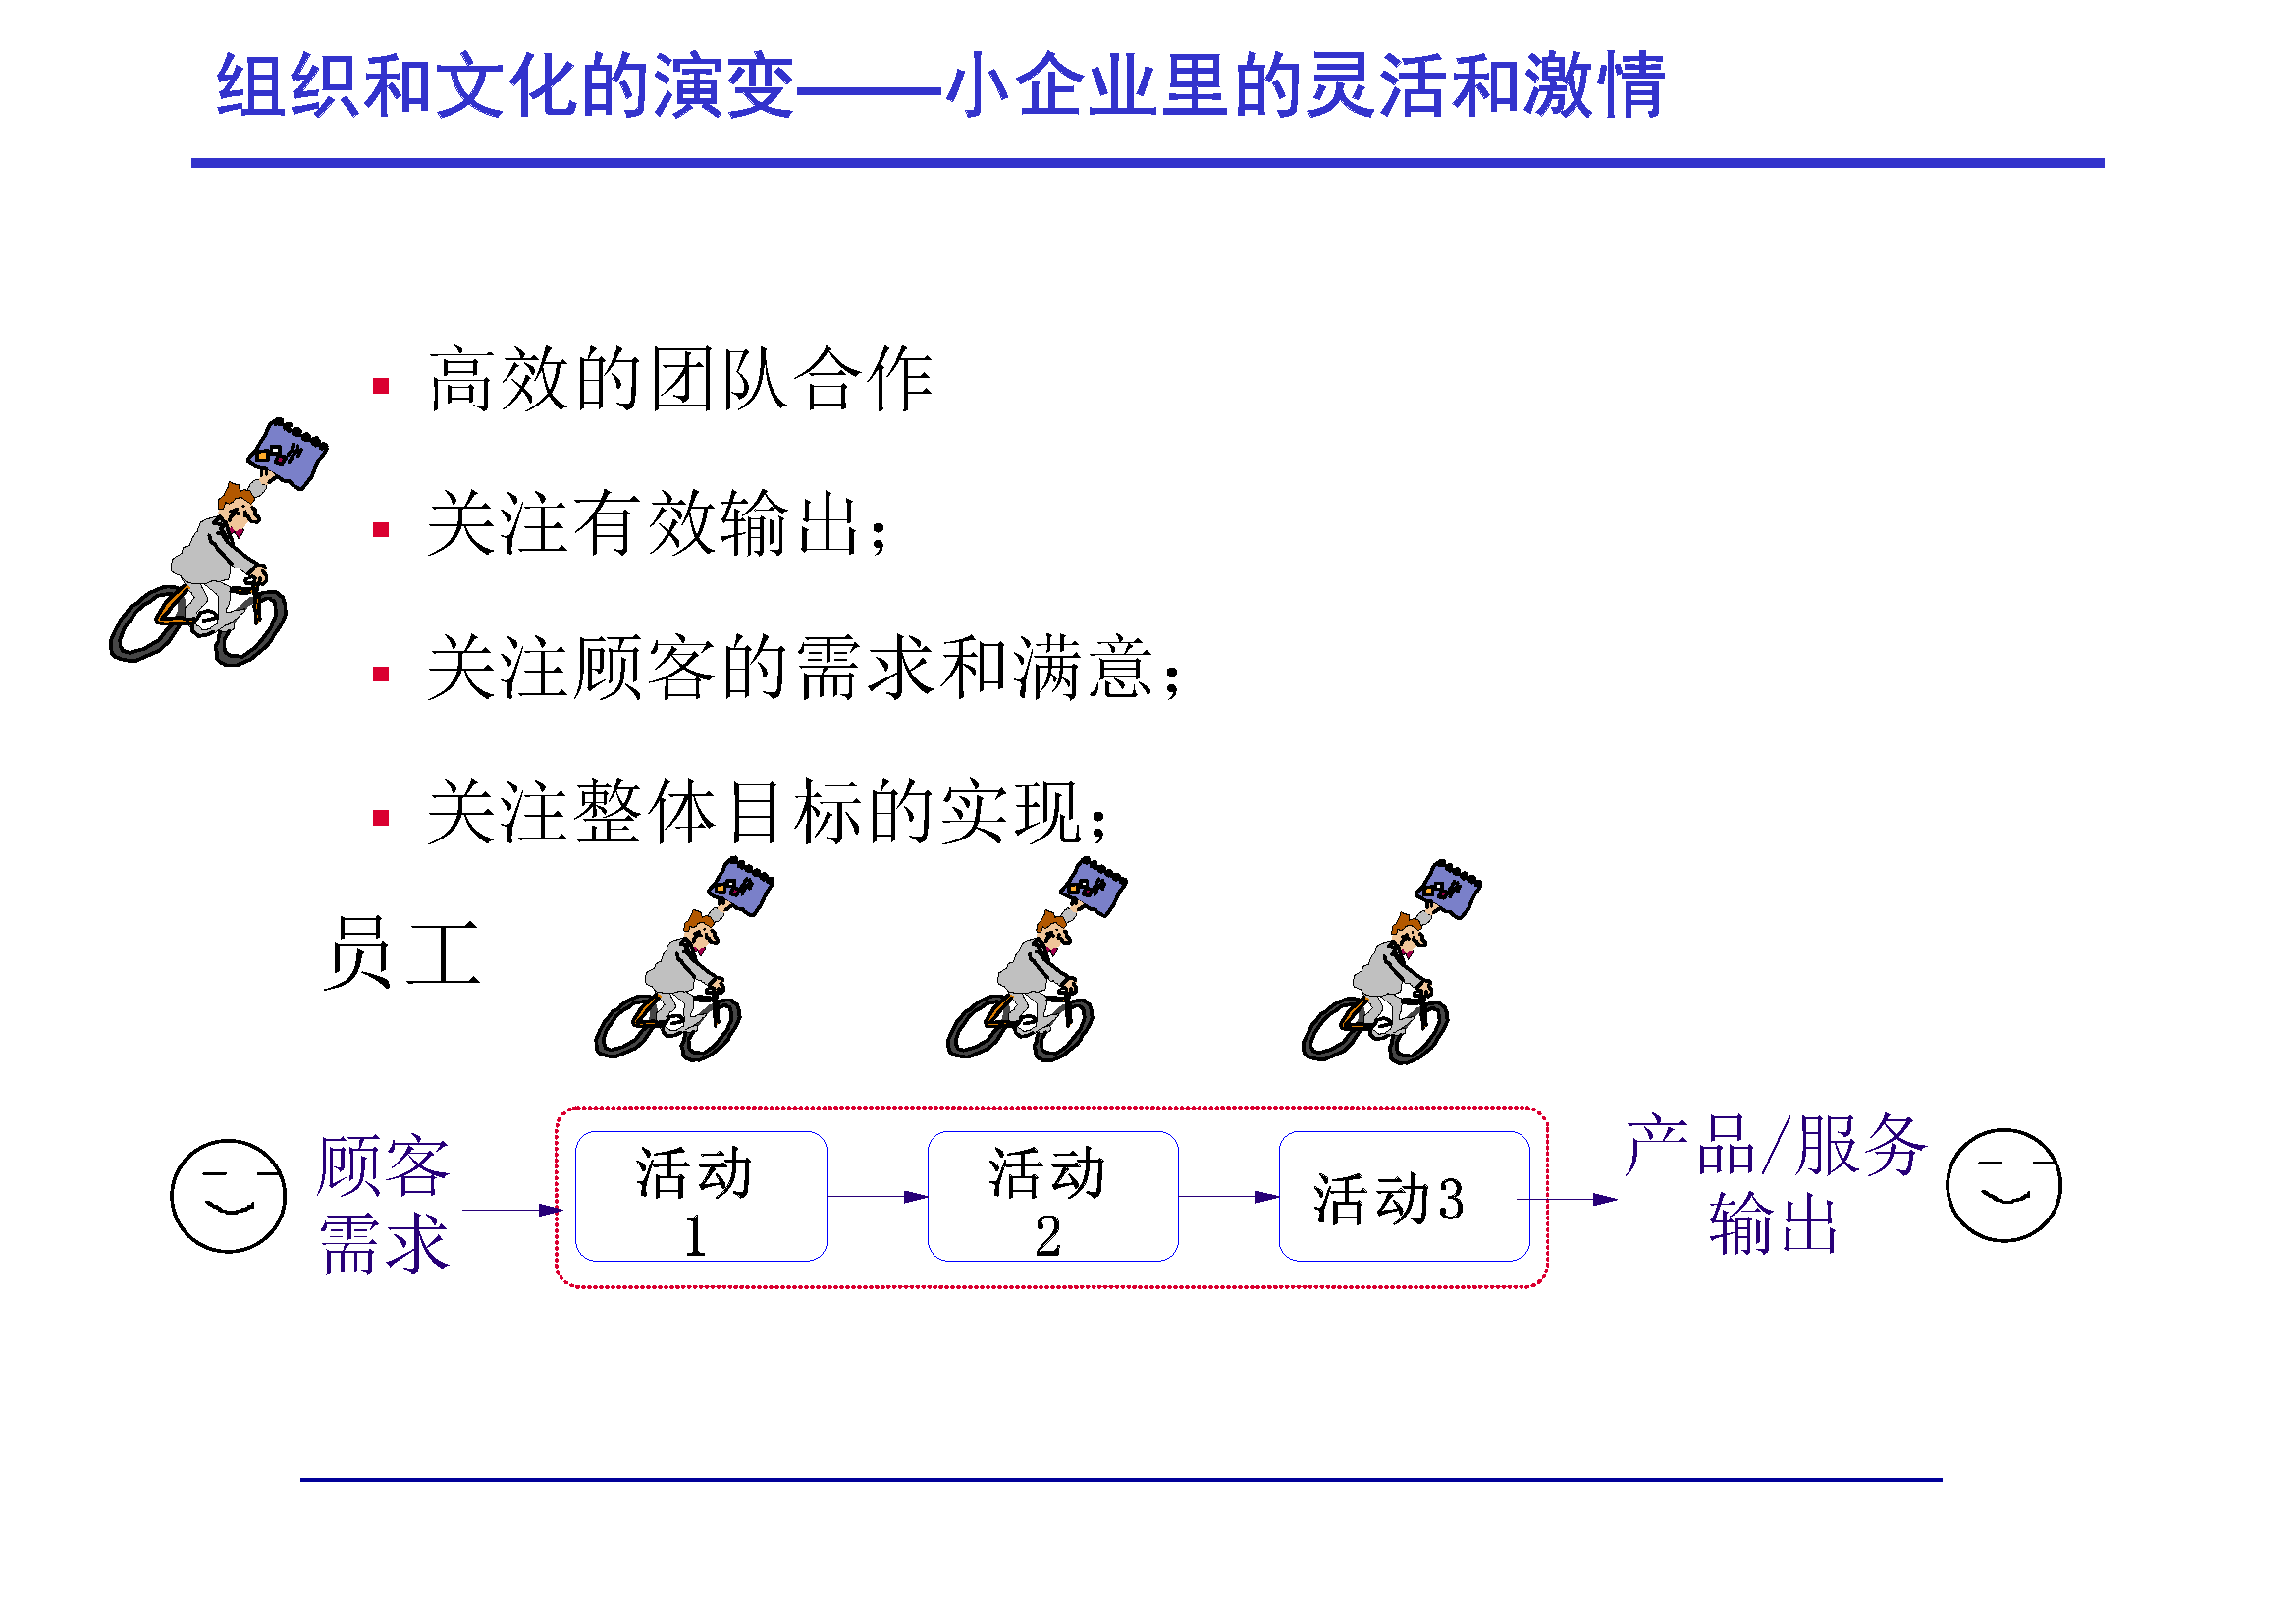 组织和文化的演变——小企业里的灵活和激情
▪ 高效的团队合作
▪ 关注有效输出；
▪ 关注顾客的需求和满意；
▪ 关注整体目标的实现；
员工
顾客
需求
活动
1
活动
2
活动3
产品/服务
输出